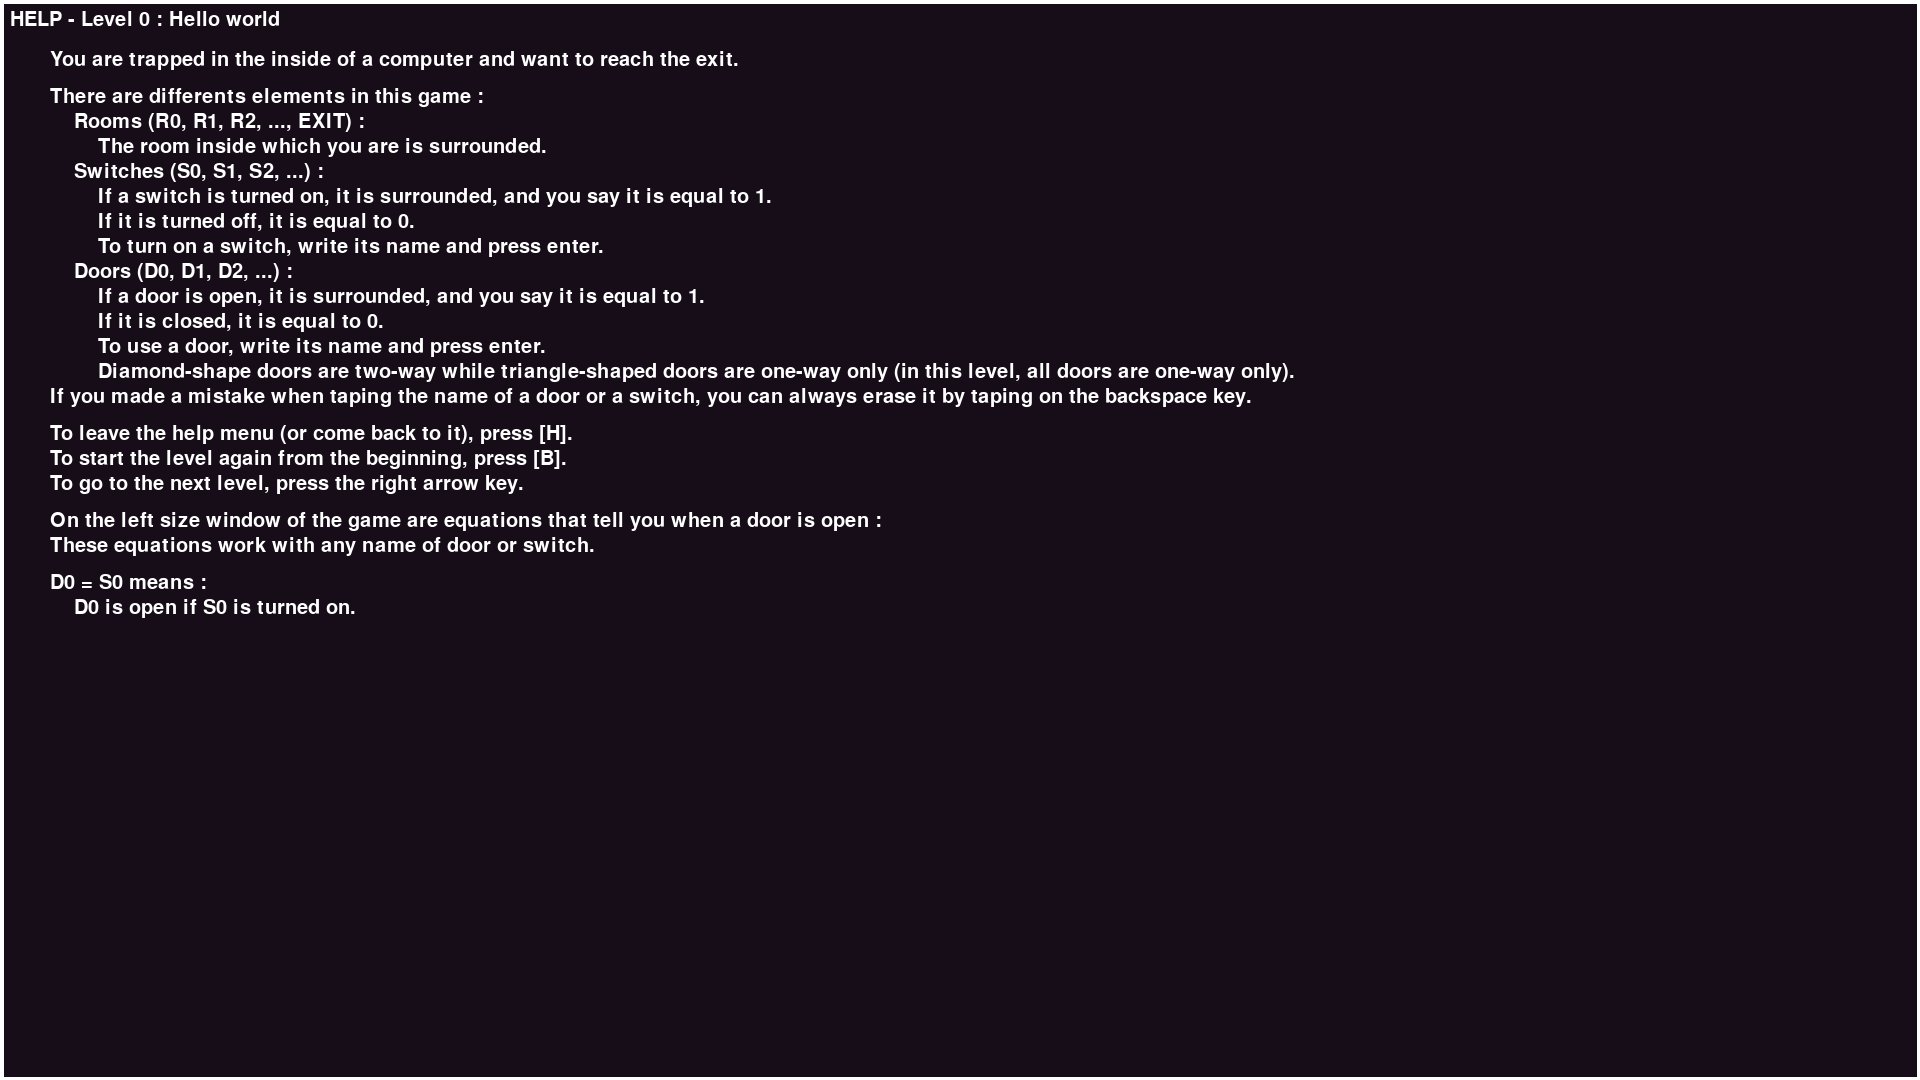 HELP - Level 0 : Hello world
You are trapped in the inside of a computer and want to reach the exit.
There are differents elements in this game :
Rooms (R0, R1, R2, ..., EXIT) :
The room inside which you are is surrounded.
Switches (S0, S1, S2, ...) :
If a switch is turned on, it is surrounded, and you say it is equal to 1.
If it is turned off, it is equal to 0.
To turn on a switch, write its name and press enter.
Doors (D0, D1, D2, ...) :
If a door is open, it is surrounded, and you say it is equal to 1.
If it is closed, it is equal to 0.
To use a door, write its name and press enter.
Diamond-shape doors are two-way while triangle-shaped doors are one-way only (in this level, all doors are one-way only).
If you made a mistake when taping the name of a door or a switch, you can always erase it by taping on the backspace key.
To leave the help menu (or come back to it), press [H].
To start the level again from the beginning, press [B].
To go to the next level, press the right arrow key.
On the left size window of the game are equations that tell you when a door is open :
These equations work with any name of door or switch.
D0 = S0 means :
D0 is open if S0 is turned on.